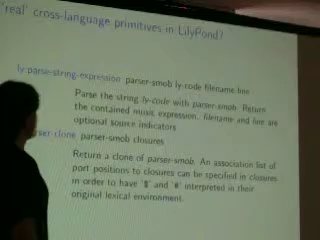 'real' cross-language primitives in LilyPond?
ly:parse-string-expression parser-smob ly-code filename line
Parse the string ly-code with parser-smob. Return
the contained music expression. filename and line are
optional source indicators
clone parser-smob closures
Return a clone of parser-smob. An association list of
port positions to closures can be specified in closures
in order to have '$' and '#' interpreted in their
original lexical environment.